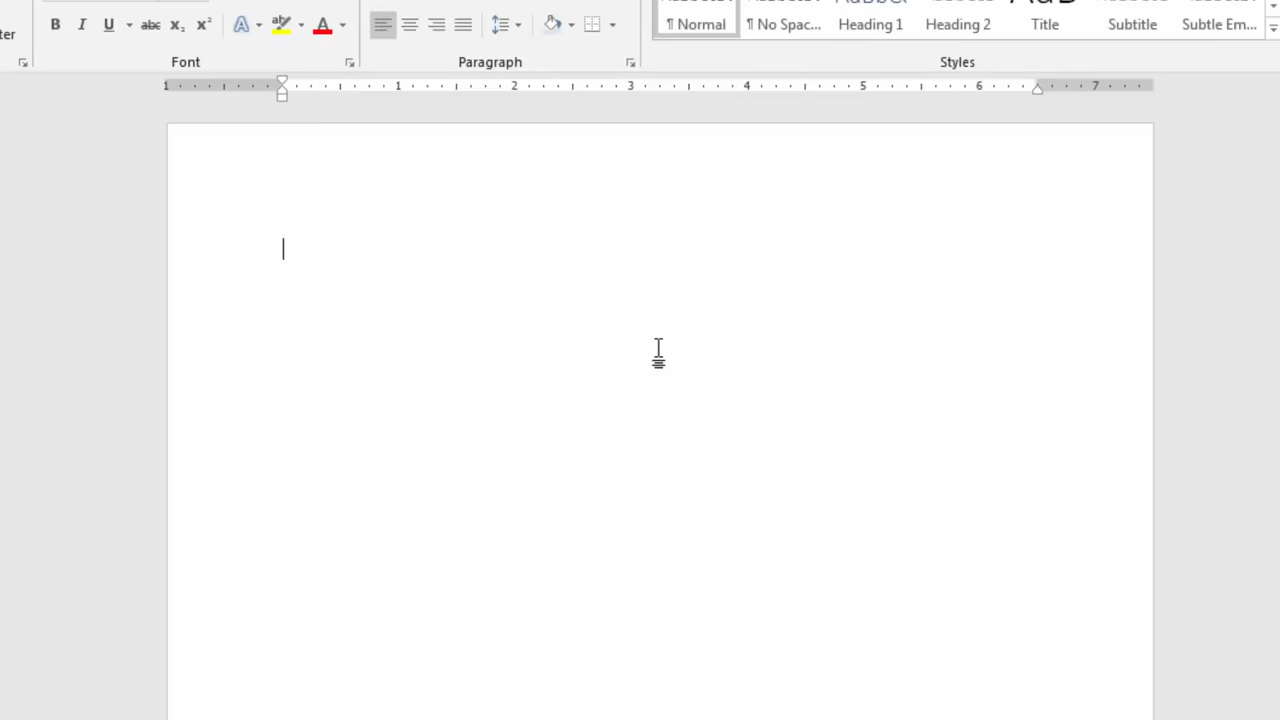 ter
B I U abc x₂ x² A ab A
¶ Normal ¶ No Spac... Heading 1 Heading 2 Title Subtitle Subtle Em...
Font Paragraph Styles
1 1 2 3 4 5 6 7